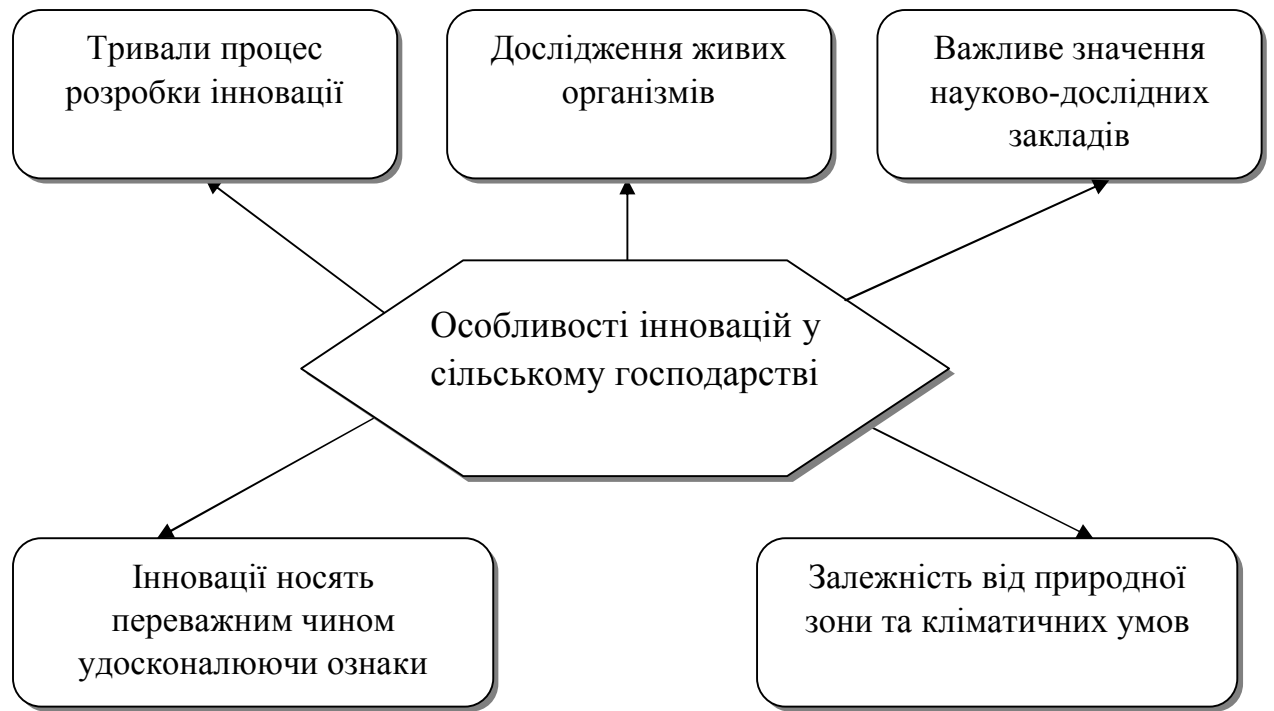 Тривали процес
розробки інновації
Дослідження живих
організмів
Важливе значення
науково-дослідних
закладів
Особливості інновацій у
сільському господарстві
Інновації носять
переважним чином
удосконалюючи ознаки
Залежність від природної
зони та кліматичних умов